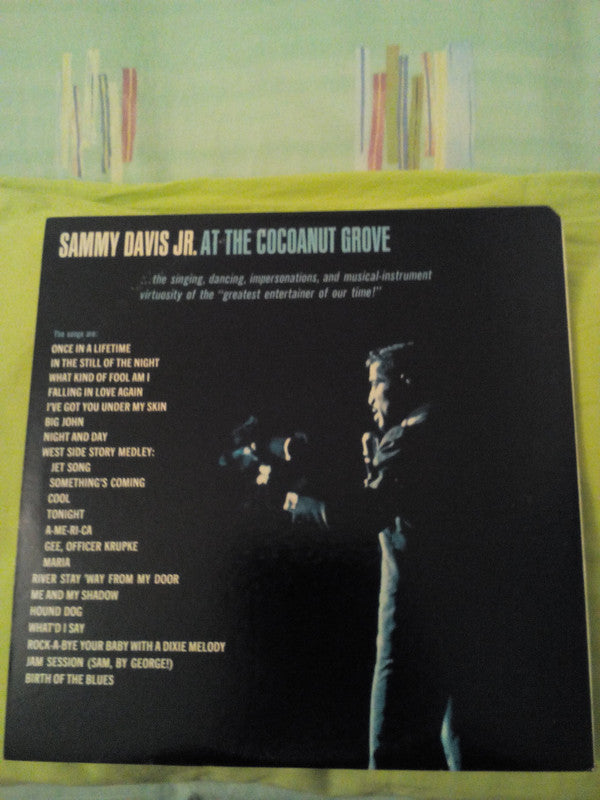 SAMMY DAVIS JR. AT THE COCOANUT GROVE
...the singing, dancing, impersonations, and musical-instrument
virtuosity of the "greatest entertainer of our time!"
The songs are:
ONCE IN A LIFETIME
IN THE STILL OF THE NIGHT
WHAT KIND OF FOOL AM I
FALLING IN LOVE AGAIN
I'VE GOT YOU UNDER MY SKIN
BIG JOHN
NIGHT AND DAY
WEST SIDE STORY MEDLEY:
JET SONG
SOMETHING'S COMING
COOL
TONIGHT
A-ME-RI-CA
GEE, OFFICER KRUPKE
MARIA
RIVER STAY 'WAY FROM MY DOOR
ME AND MY SHADOW
HOUND DOG
WHAT'D I SAY
ROCK-A-BYE YOUR BABY WITH A DIXIE MELODY
JAM SESSION (SAM, BY GEORGE!)
BIRTH OF THE BLUES